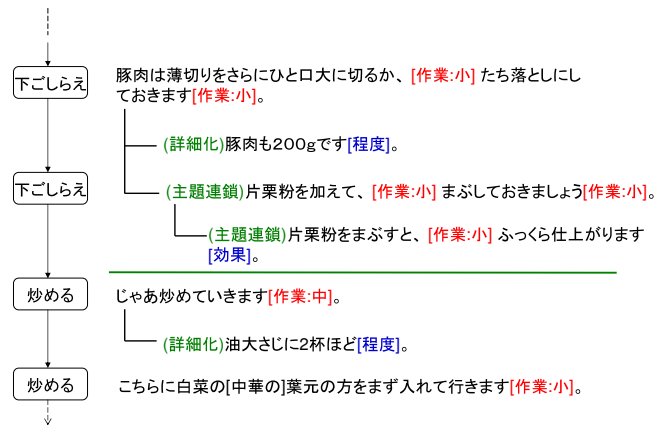 下ごしらえ
豚肉は薄切りをさらにひと口大に切るか、[作業:小] たち落としにし
ておきます[作業:小]。
(詳細化)豚肉も200gです[程度]。
下ごしらえ
(主題連鎖)片栗粉を加えて、[作業:小] まぶしておきましょう[作業:小]。
(主題連鎖)片栗粉をまぶすと、[作業:小] ふっくら仕上がります
[効果]。
炒める
じゃあ炒めていきます[作業:中]。
(詳細化)油大さじに2杯ほど[程度]。
炒める
こちらに白菜の[中華の]葉元の方をまず入れて行きます[作業:小]。